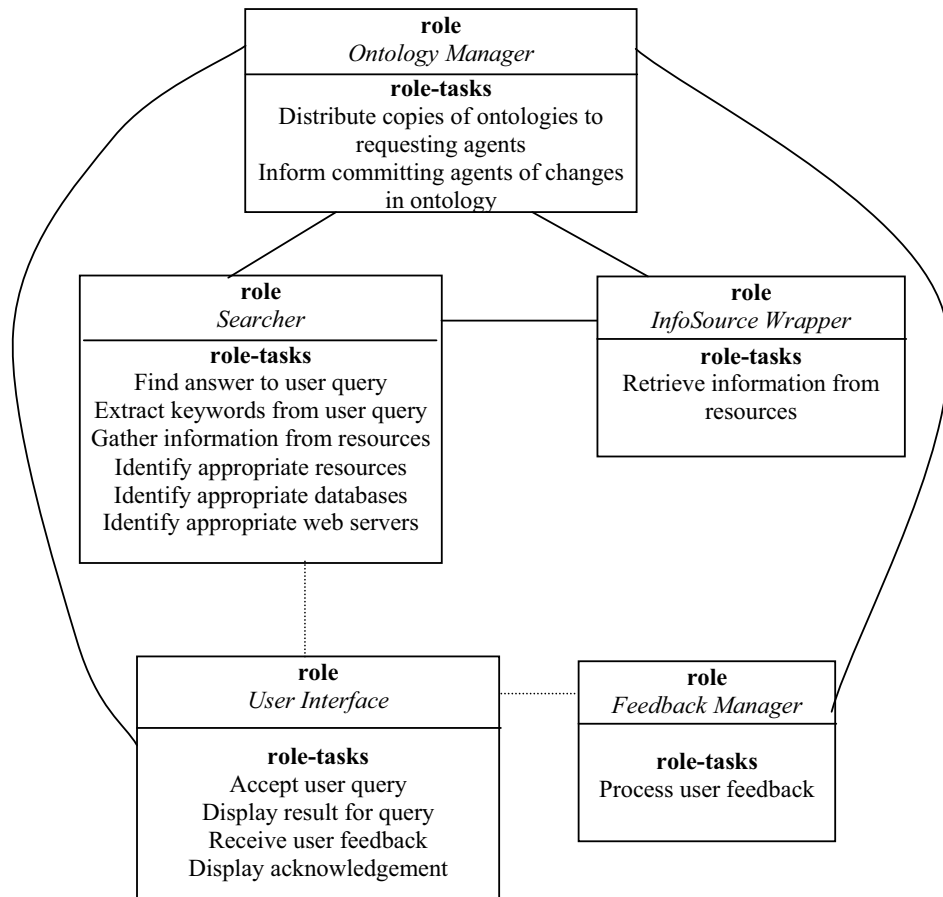 role
Ontology Manager
role-tasks
Distribute copies of ontologies to
requesting agents
Inform committing agents of changes
in ontology
role
Searcher
role-tasks
Find answer to user query
Extract keywords from user query
Gather information from resources
Identify appropriate resources
Identify appropriate databases
Identify appropriate web servers
role
InfoSource Wrapper
role-tasks
Retrieve information from
resources
role
User Interface
role-tasks
Accept user query
Display result for query
Receive user feedback
Display acknowledgement
role
Feedback Manager
role-tasks
Process user feedback